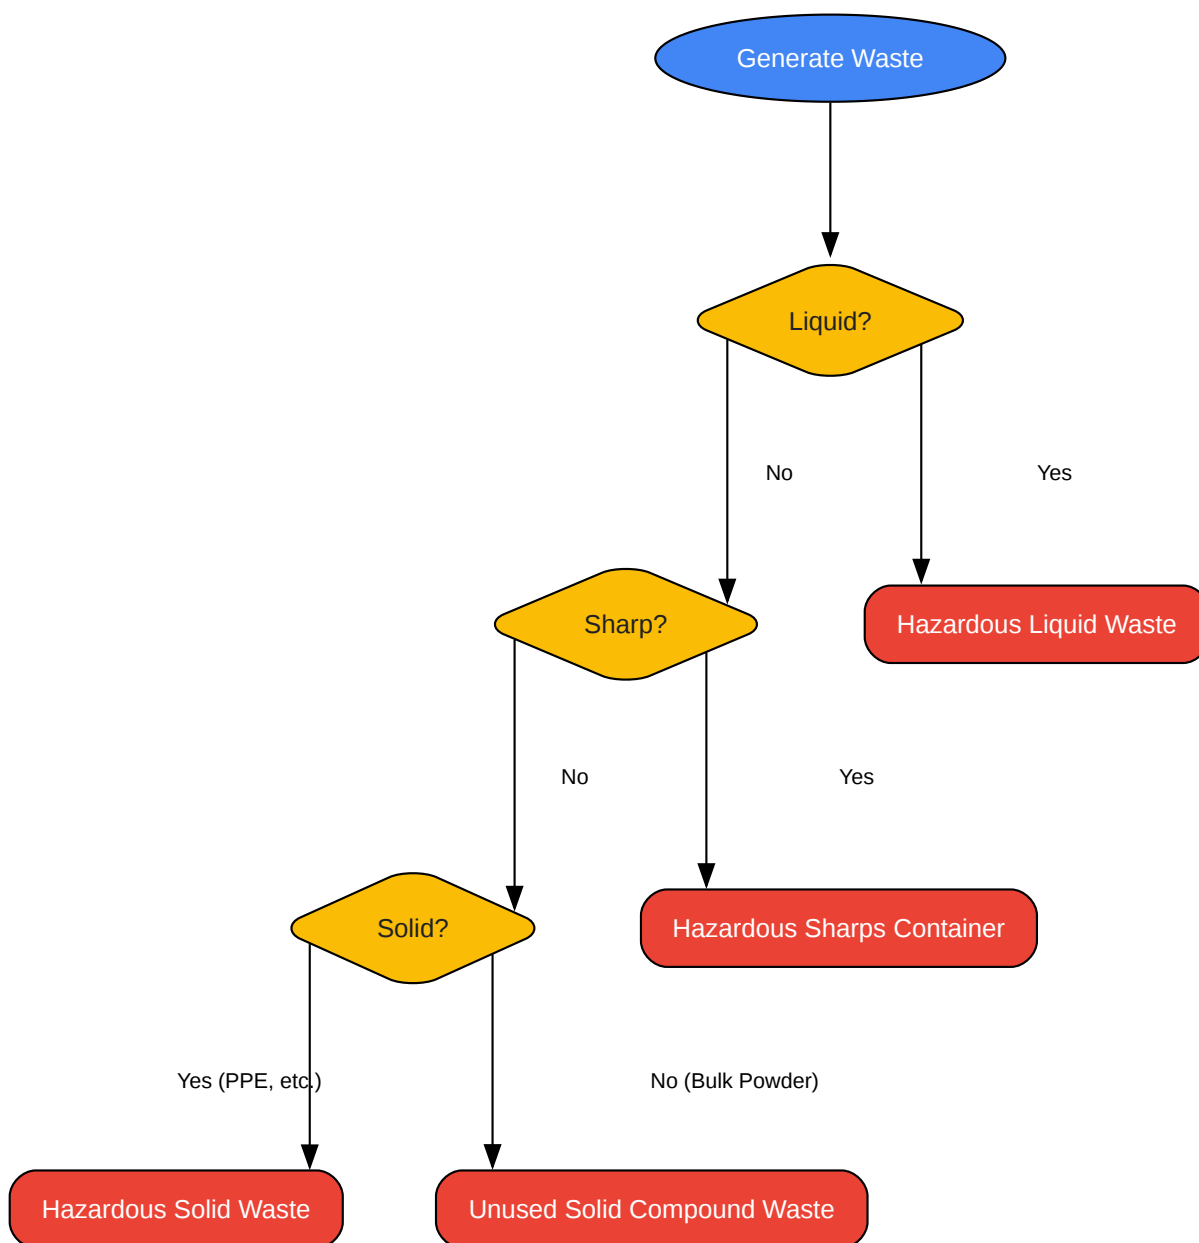 Generate Waste
Liquid?
No
Yes
Sharp?
Hazardous Liquid Waste
No
Yes
Solid?
Hazardous Sharps Container
Yes (PPE, etc.)
No (Bulk Powder)
Hazardous Solid Waste
Unused Solid Compound Waste